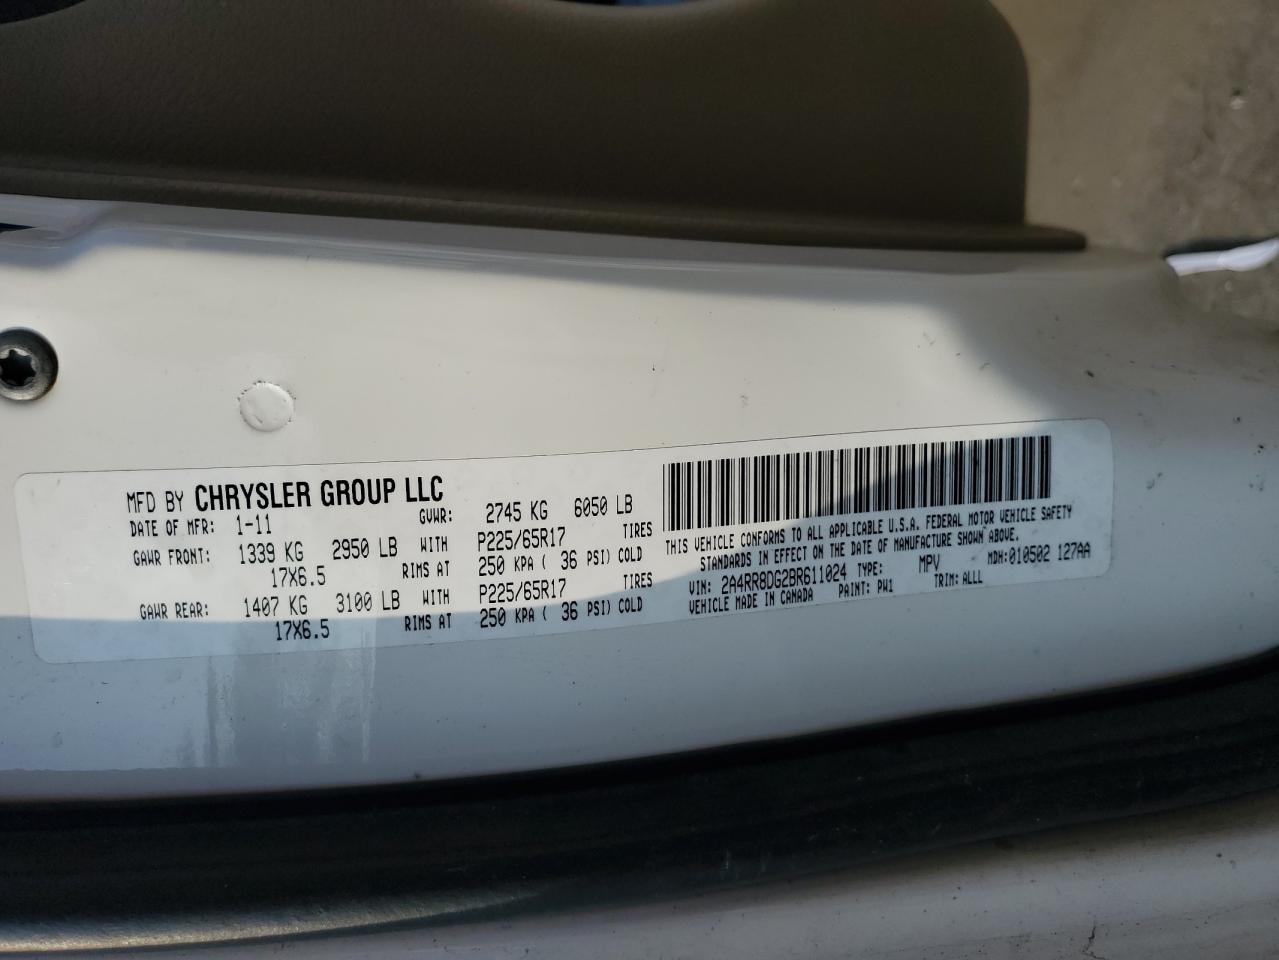 MFD BY CHRYSLER GROUP LLC
DATE OF MFR: 1-11 GVWR: 2745 KG 6050 LB
GAWR FRONT: 1339 KG 2950 LB WITH P225/65R17 TIRES
17X6.5 RIMS AT 250 KPA ( 36 PSI) COLD
GAWR REAR: 1407 KG 3100 LB WITH P225/65R17 TIRES
17X6.5 RIMS AT 250 KPA ( 36 PSI) COLD
THIS VEHICLE CONFORMS TO ALL APPLICABLE U.S.A. FEDERAL MOTOR VEHICLE SAFETY
STANDARDS IN EFFECT ON THE DATE OF MANUFACTURE SHOWN ABOVE.
VIN: 2A4RR8DG2BR611024 TYPE: MPV MDH:010502 127AA
VEHICLE MADE IN CANADA PAINT: PW1 TRIM: ALLL